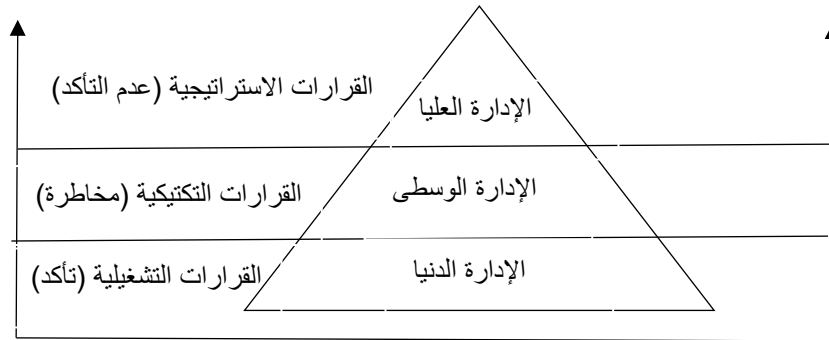 القرارات الاستراتيجية (عدم التأكد)
الإدارة العليا
القرارات التكتيكية (مخاطرة)
الإدارة الوسطى
القرارات التشغيلية (تأكد)
الإدارة الدنيا